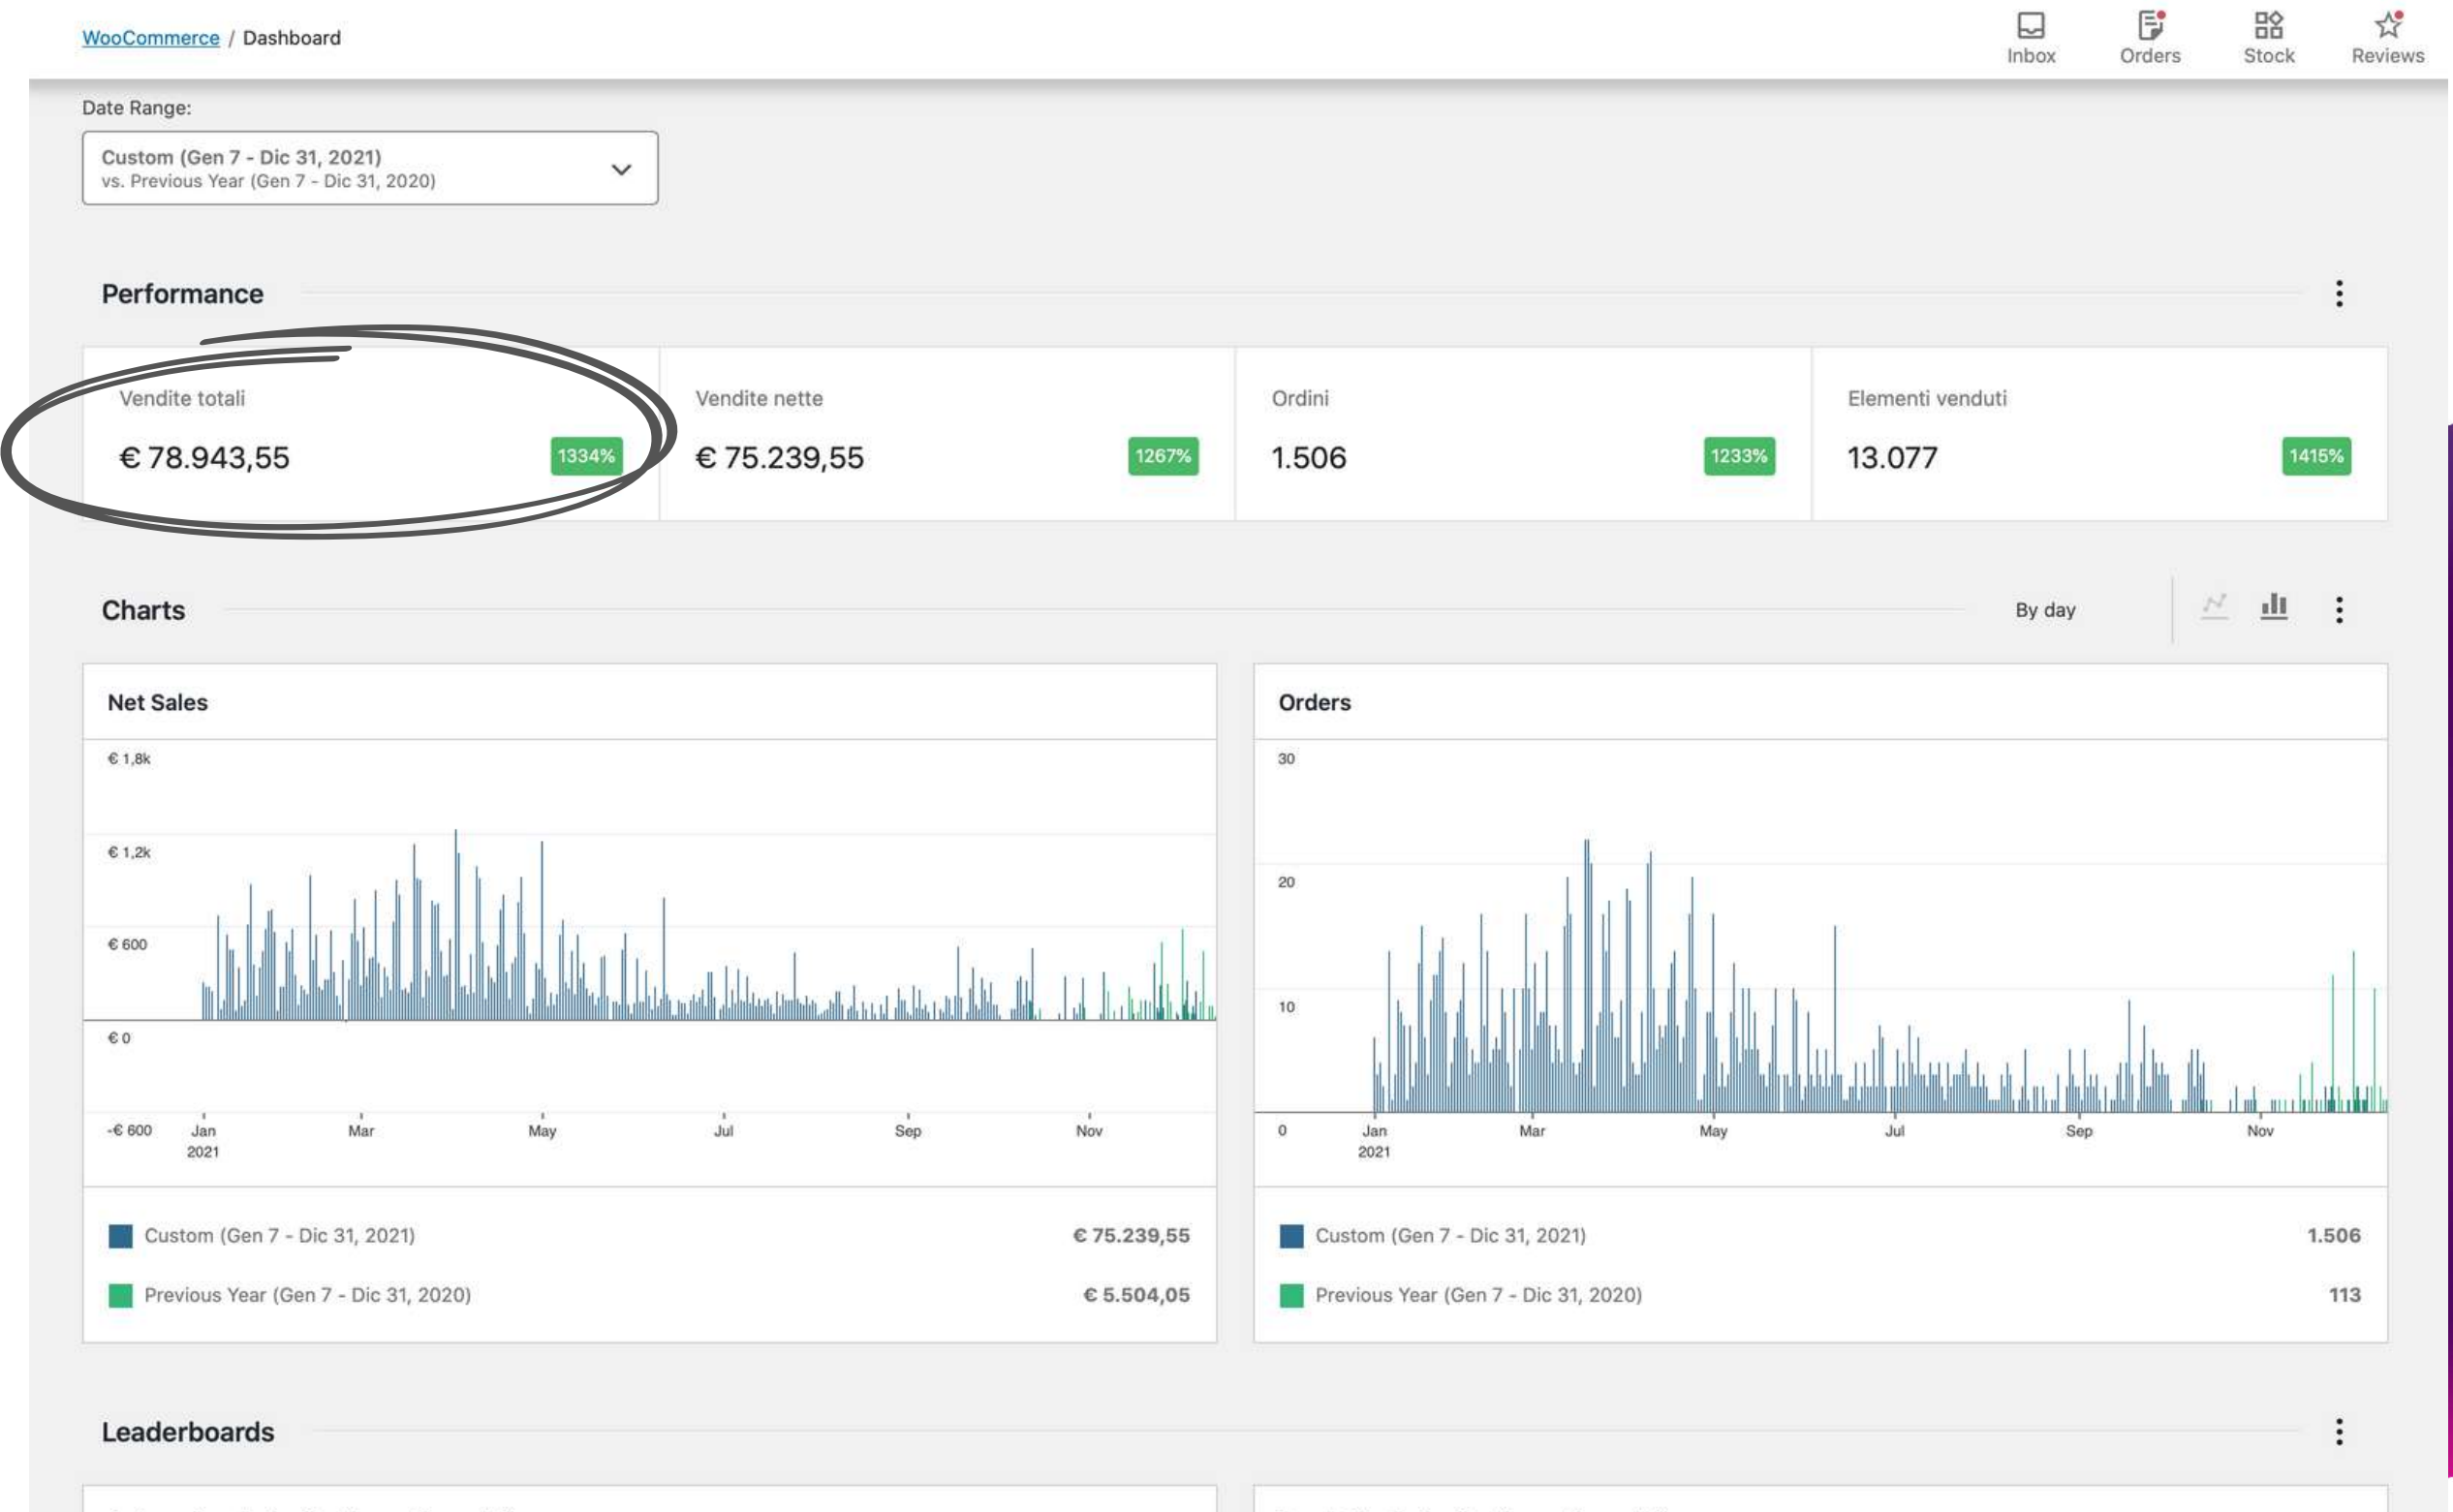 WooCommerce / Dashboard
Inbox
Orders
Stock
Reviews
Date Range:
Custom (Gen 7 - Dic 31, 2021)
vs. Previous Year (Gen 7 - Dic 31, 2020)
Performance
Vendite totali
€ 78.943,55
1334%
Vendite nette
€ 75.239,55
1267%
Ordini
1.506
1233%
Elementi venduti
13.077
1415%
Charts
By day
Net Sales
€ 1,8k
€ 1,2k
€ 600
€ 0
-€ 600
Jan
2021
Mar
May
Jul
Sep
Nov
Custom (Gen 7 - Dic 31, 2021)
€ 75.239,55
Previous Year (Gen 7 - Dic 31, 2020)
€ 5.504,05
Orders
30
20
10
0
Jan
2021
Mar
May
Jul
Sep
Nov
Custom (Gen 7 - Dic 31, 2021)
1.506
Previous Year (Gen 7 - Dic 31, 2020)
113
Leaderboards